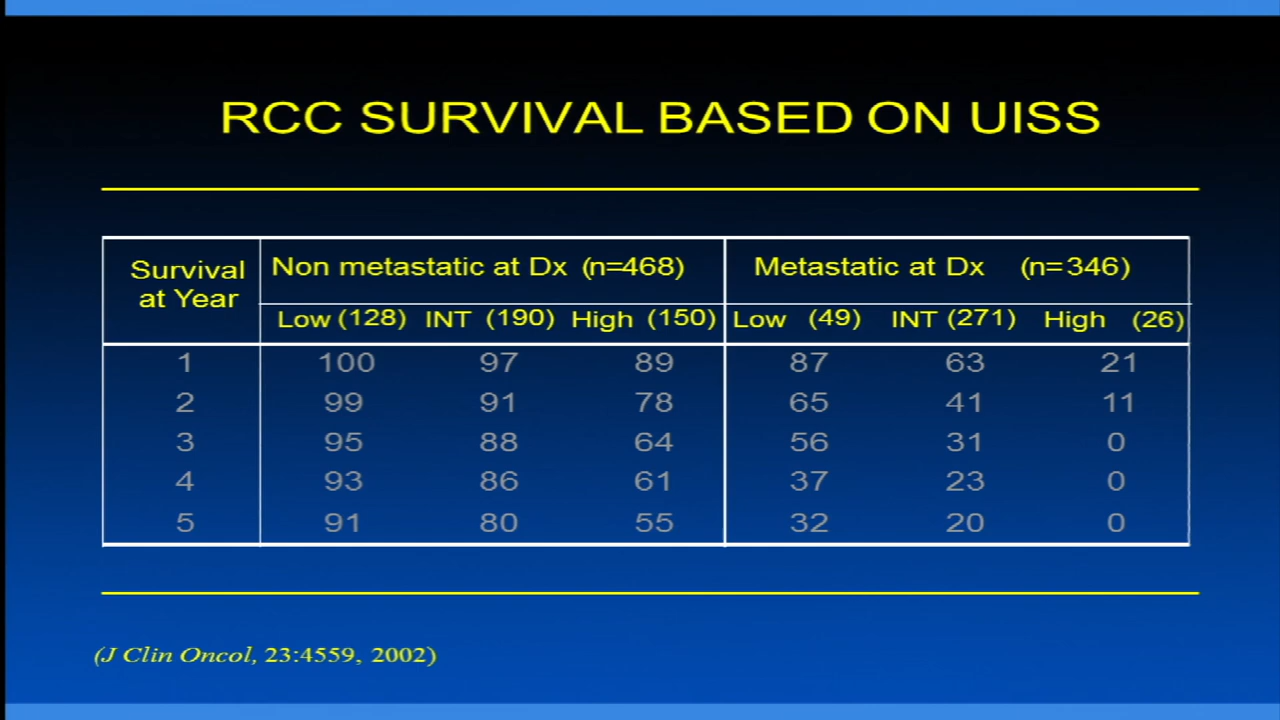 RCC SURVIVAL BASED ON UISS
Survival at Year Non metastatic at Dx (n=468) Metastatic at Dx (n=346)
Low (128) INT (190) High (150) Low (49) INT (271) High (26)
1 100 97 89 87 63 21
2 99 91 78 65 41 11
3 95 88 64 56 31 0
4 93 86 61 37 23 0
5 91 80 55 32 20 0
(J Clin Oncol, 23:4559, 2002)